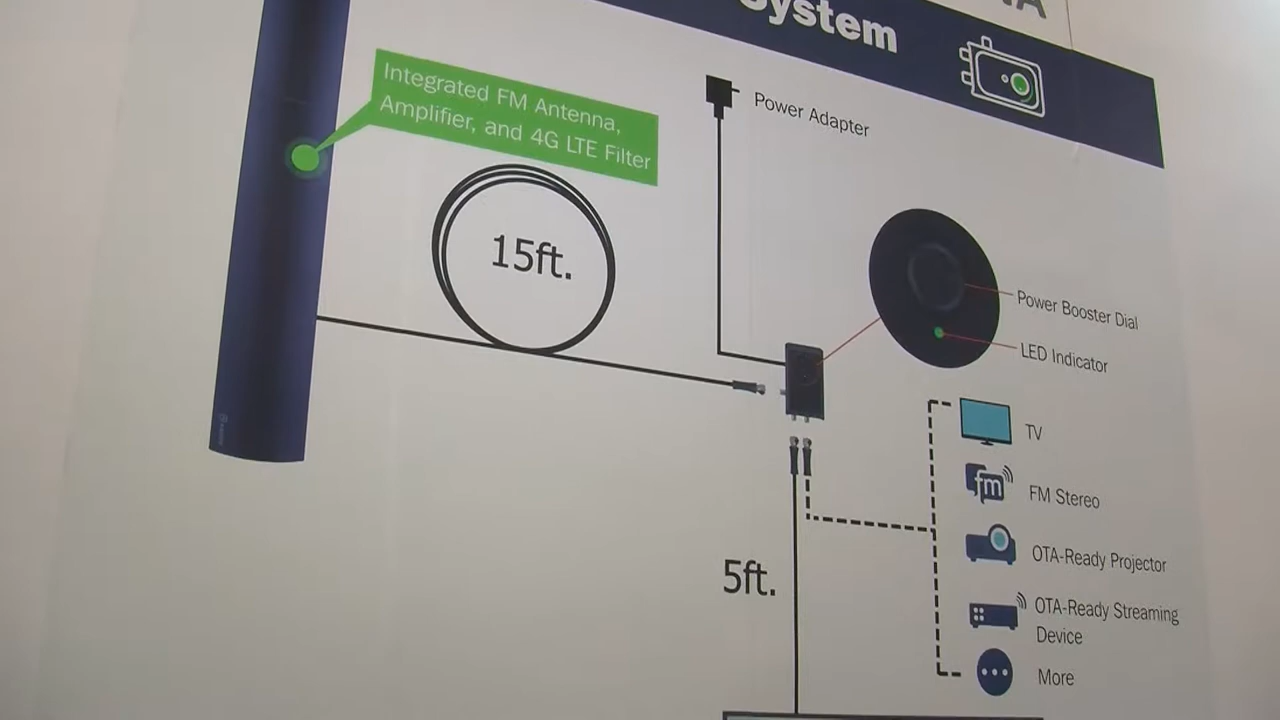 System
Integrated FM Antenna,
Amplifier, and 4G LTE Filter
Power Adapter
15ft.
Power Booster Dial
LED Indicator
TV
fm
FM Stereo
OTA-Ready Projector
5ft.
OTA-Ready Streaming
Device
More